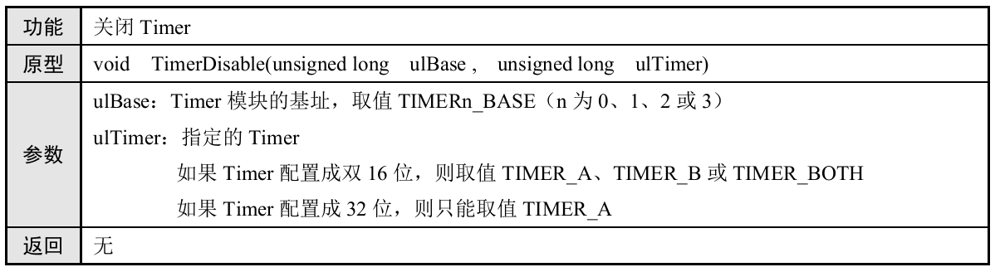 功能 关闭 Timer
原型 void TimerDisable(unsigned long ulBase , unsigned long ulTimer)
参数 ulBase：Timer 模块的基址，取值 TIMERn_BASE（n 为 0、1、2 或 3）
ulTimer：指定的 Timer
如果 Timer 配置成双 16 位，则取值 TIMER_A、TIMER_B 或 TIMER_BOTH
如果 Timer 配置成 32 位，则只能取值 TIMER_A
返回 无